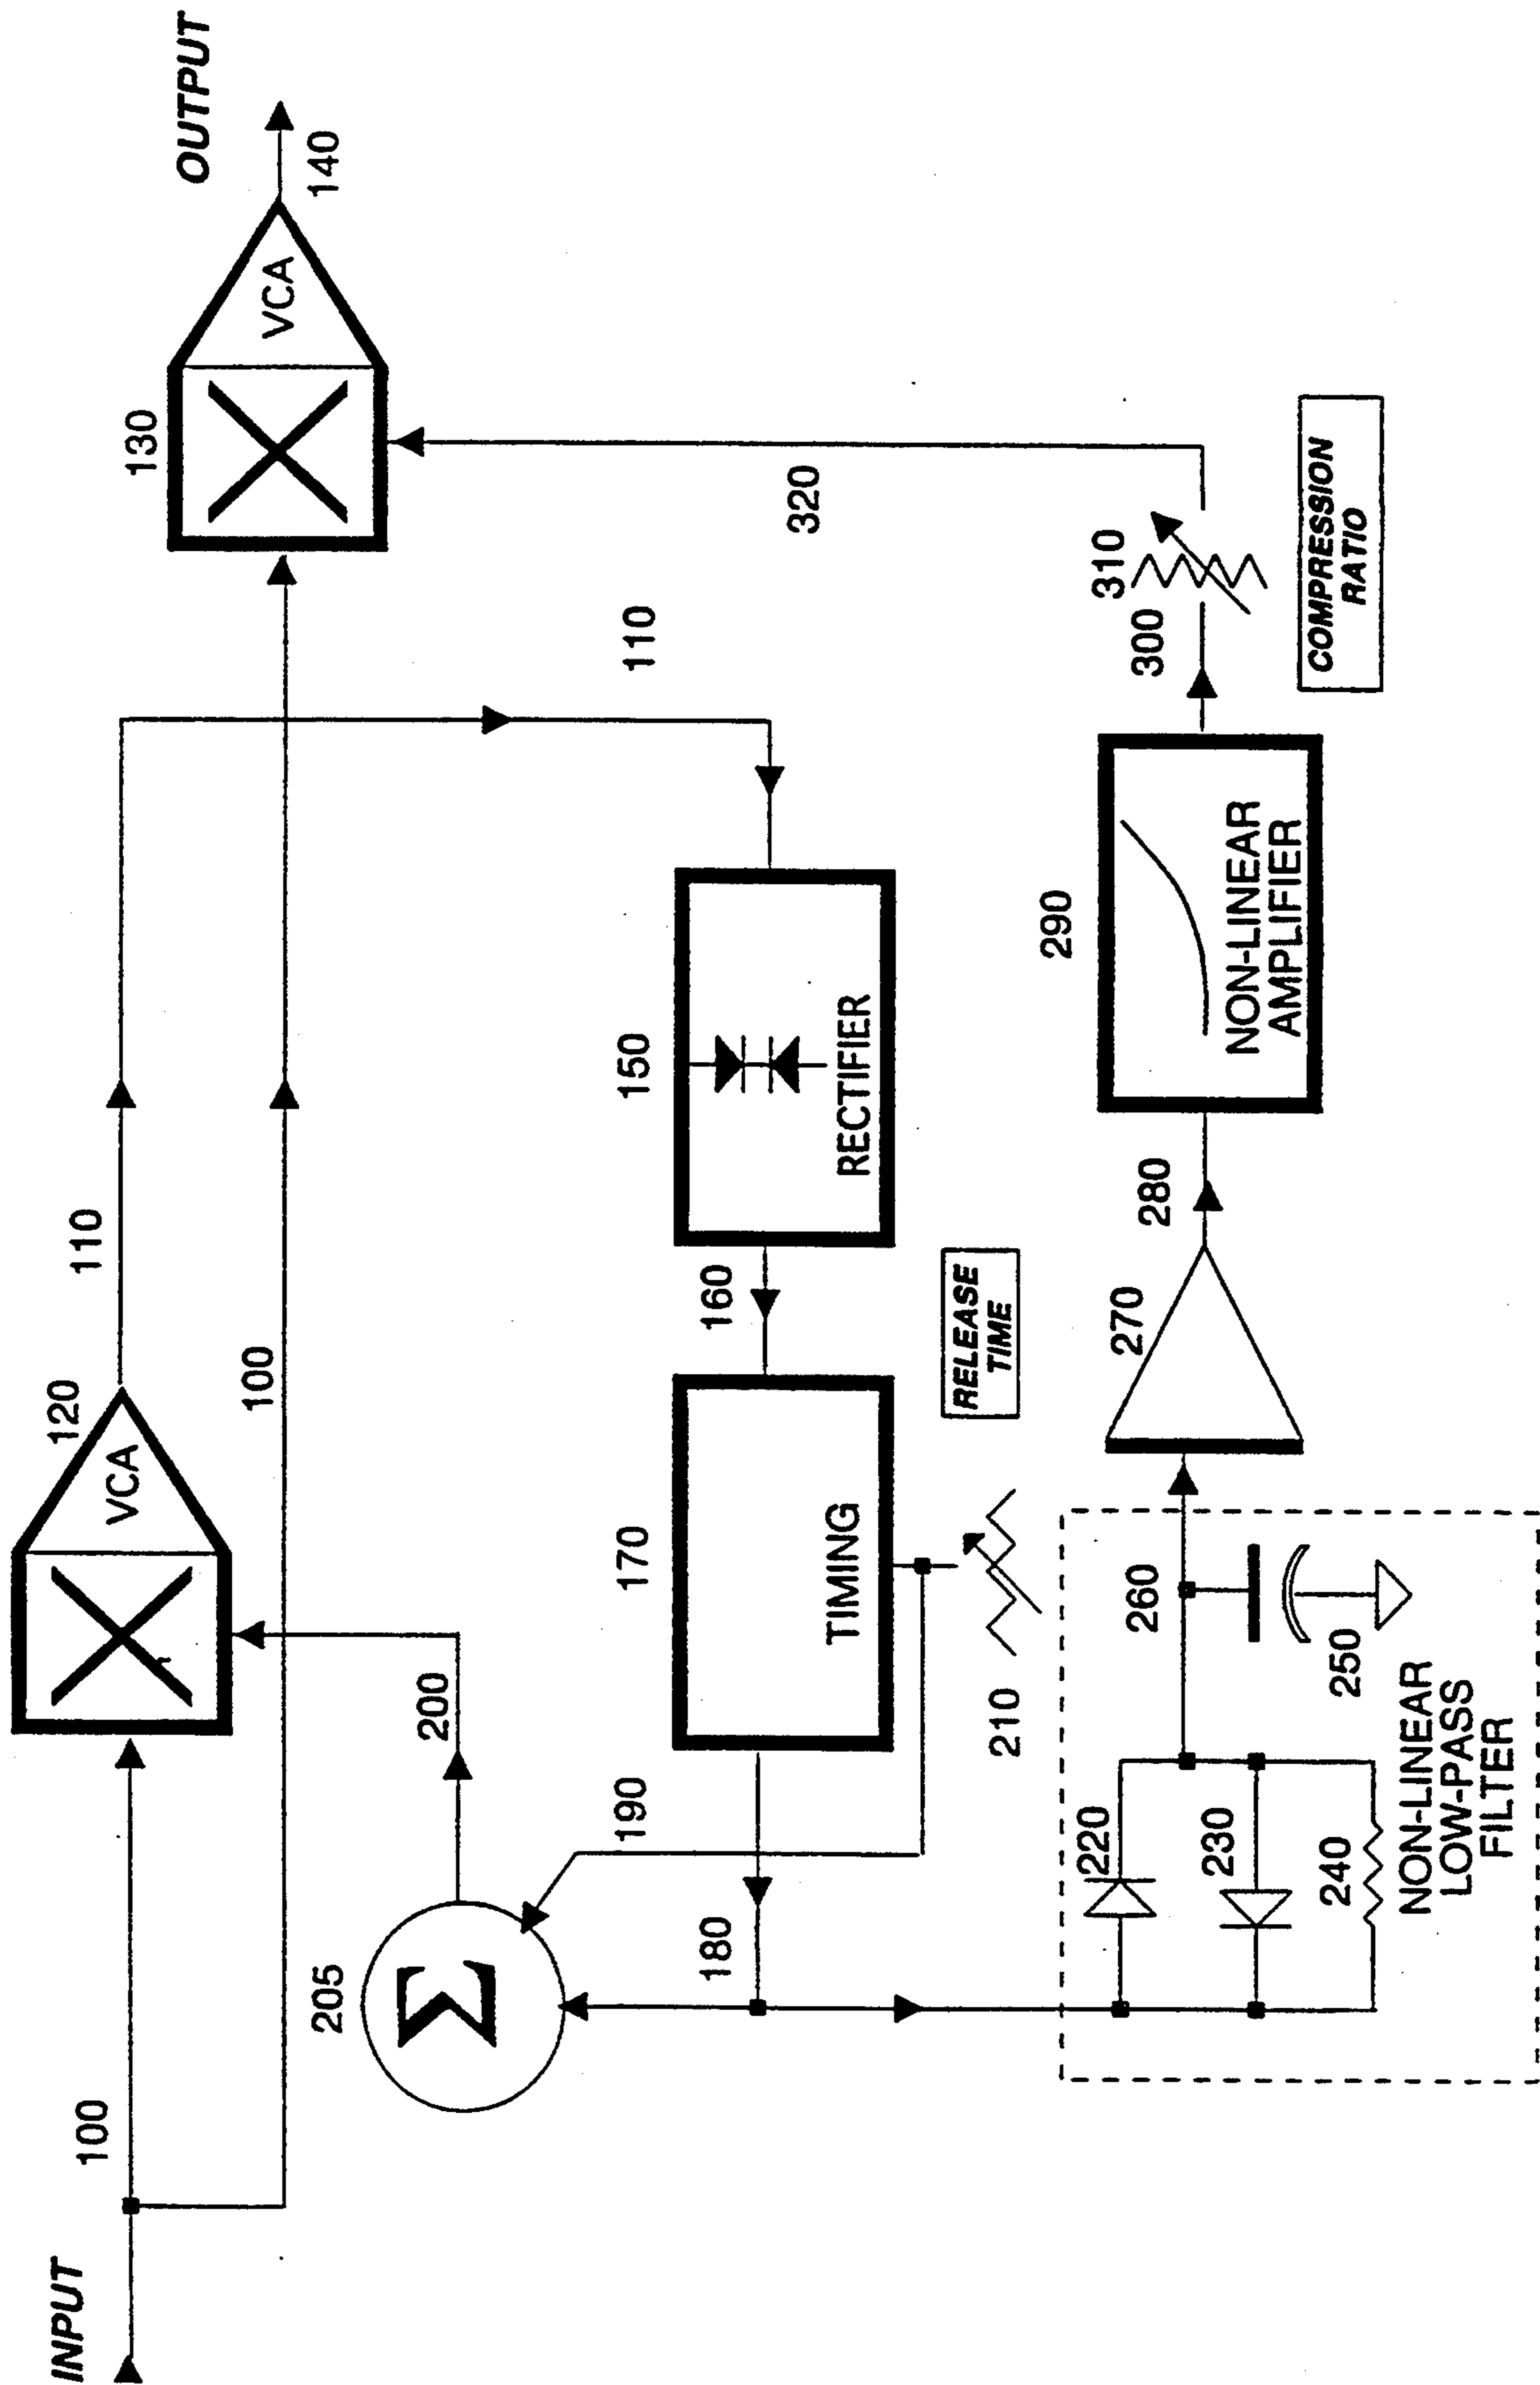 INPUT
100
120
VCA
110
100
110
130
VCA
OUTPUT
140
205
Σ
200
190
180
170
TIMING
160
150
RECTIFIER
RELEASE
TIME
210
320
220
230
240
260
250
NON-LINEAR
LOW-PASS
FILTER
270
280
290
NON-LINEAR
AMPLIFIER
300
310
COMPRESSION
RATIO